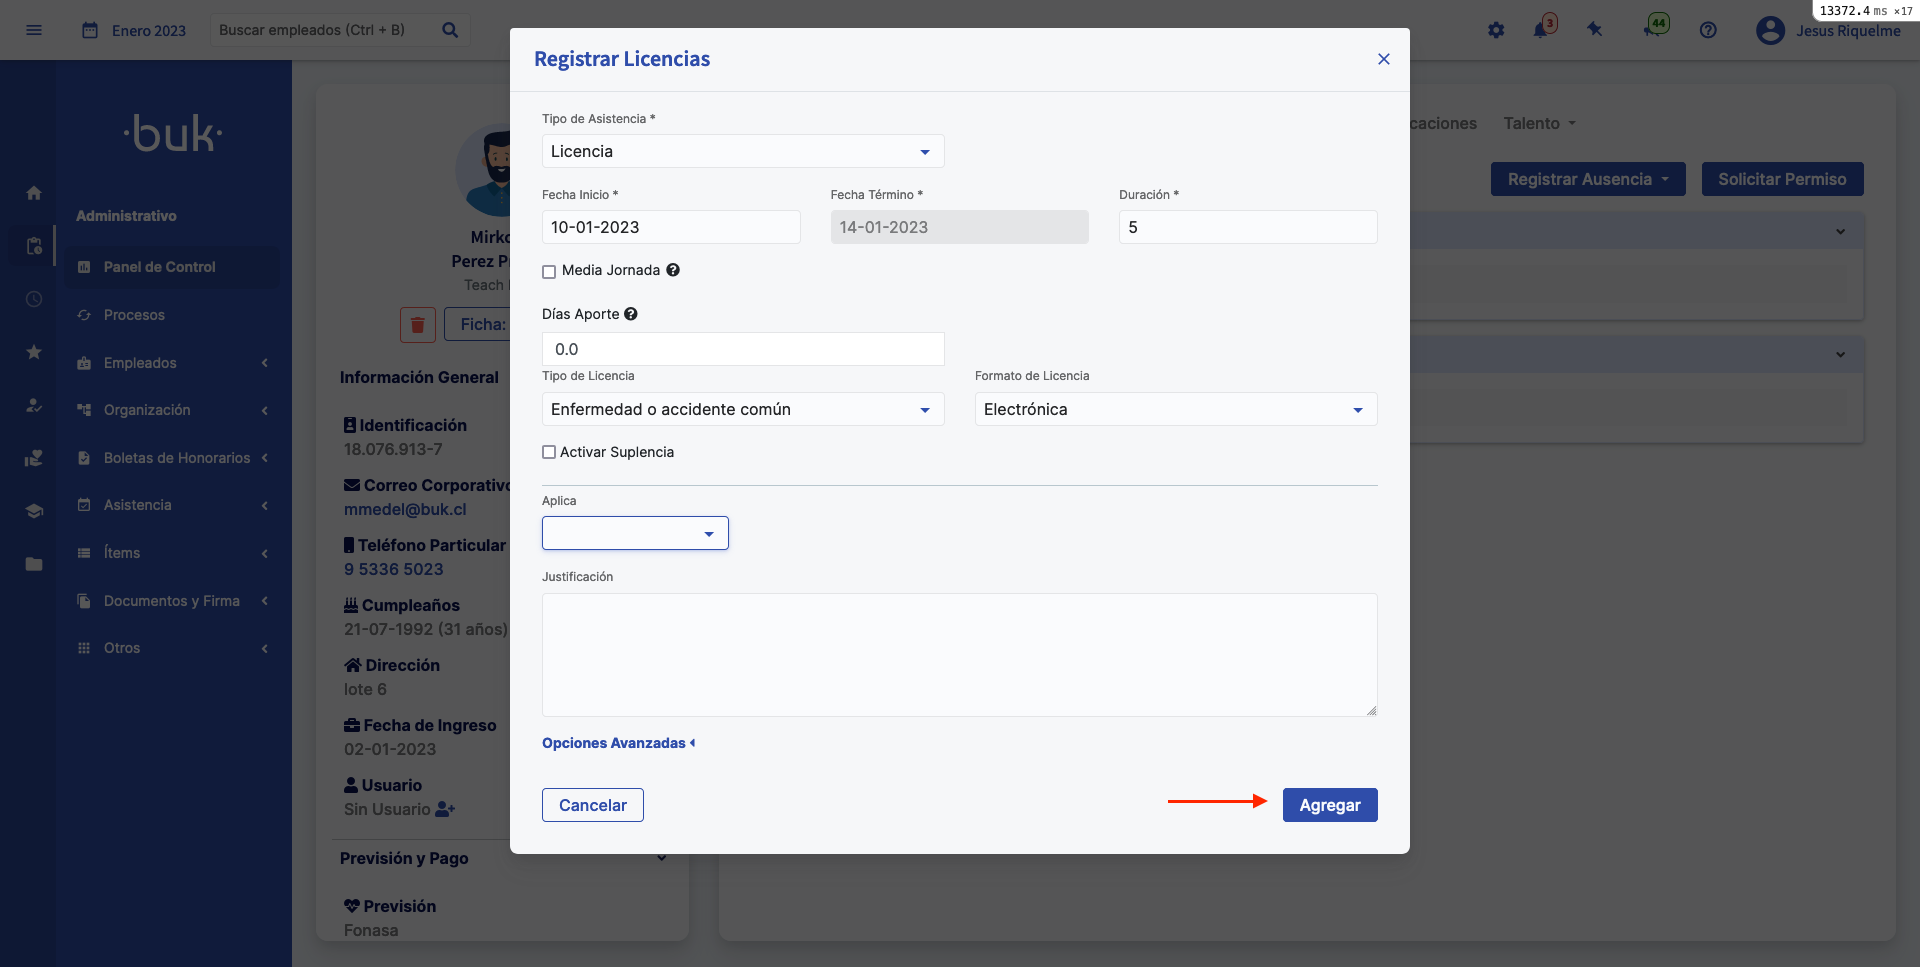 13372.4 ms ×17
Enero 2023
Buscar empleados (Ctrl + B)
3
44
Jesus Riquelme
·buk·
Administrativo
Panel de Control
Procesos
Empleados
Organización
Boletas de Honorarios
Asistencia
Ítems
Documentos y Firma
Otros
Mirko
Perez P
Teach
Ficha:
Información General
Identificación
18.076.913-7
Correo Corporativo
mmedel@buk.cl
Teléfono Particular
9 5336 5023
Cumpleaños
21-07-1992 (31 años)
Dirección
lote 6
Fecha de Ingreso
02-01-2023
Usuario
Sin Usuario
Previsión y Pago
Previsión
Fonasa
Registrar Licencias
Tipo de Asistencia *
Licencia
Fecha Inicio *
Fecha Término *
Duración *
10-01-2023
14-01-2023
5
Media Jornada
Días Aporte
0.0
Tipo de Licencia
Formato de Licencia
Enfermedad o accidente común
Electrónica
Activar Suplencia
Aplica
Justificación
Opciones Avanzadas
Cancelar
Agregar
caciones
Talento
Registrar Ausencia
Solicitar Permiso